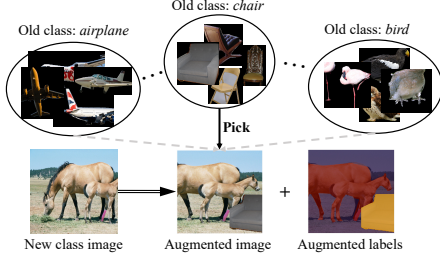 Old class: airplane
Old class: chair
Old class: bird
... ...
Pick
+
New class image
Augmented image
Augmented labels